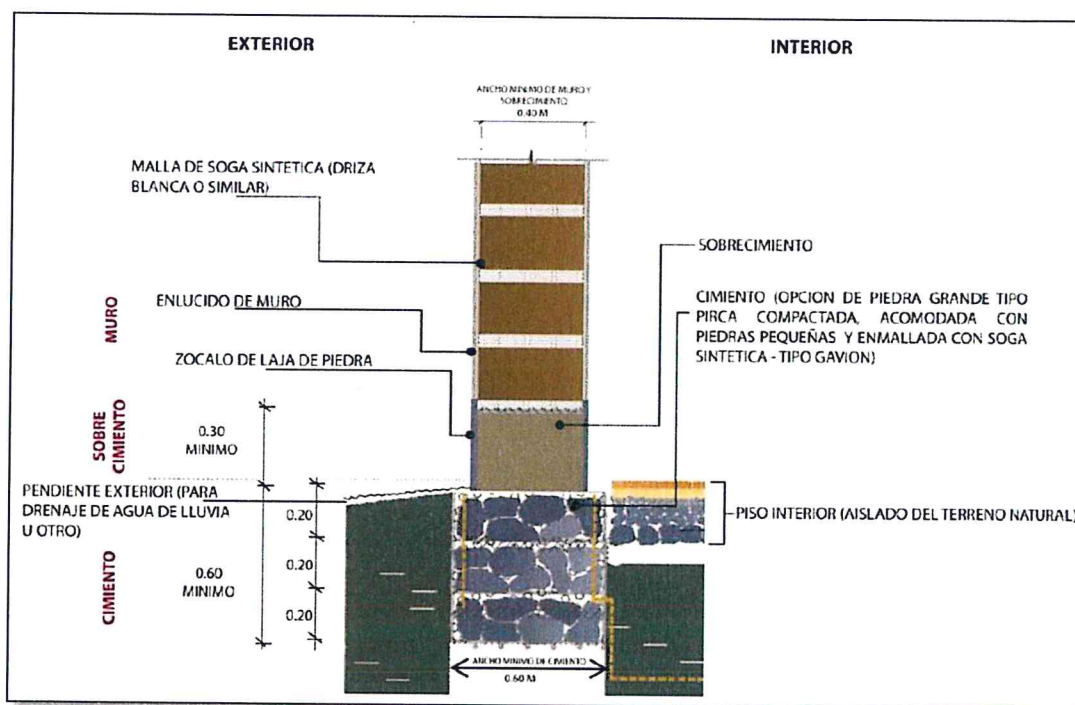 EXTERIOR
INTERIOR
ANCHO MINIMO DE MURO Y
SOBRECIMIENTO
0.40 M
MALLA DE SOGA SINTETICA (DRIZA
BLANCA O SIMILAR)
SOBRECIMIENTO
ENLUCIDO DE MURO
CIMIENTO (OPCION DE PIEDRA GRANDE TIPO
PIRCA COMPACTADA, ACOMODADA CON
PIEDRAS PEQUEÑAS Y ENMALLADA CON SOGA
SINTETICA - TIPO GAVION)
MURO
ZOCALO DE LAJA DE PIEDRA
SOBRE
CIMIENTO
0.30
MINIMO
PENDIENTE EXTERIOR (PARA
DRENAJE DE AGUA DE LLUVIA
U OTRO)
0.20
PISO INTERIOR (AISLADO DEL TERRENO NATURAL)
CIMIENTO
0.60
MINIMO
0.20
0.20
ANCHO MINIMO DE CIMIENTO
0.60 M